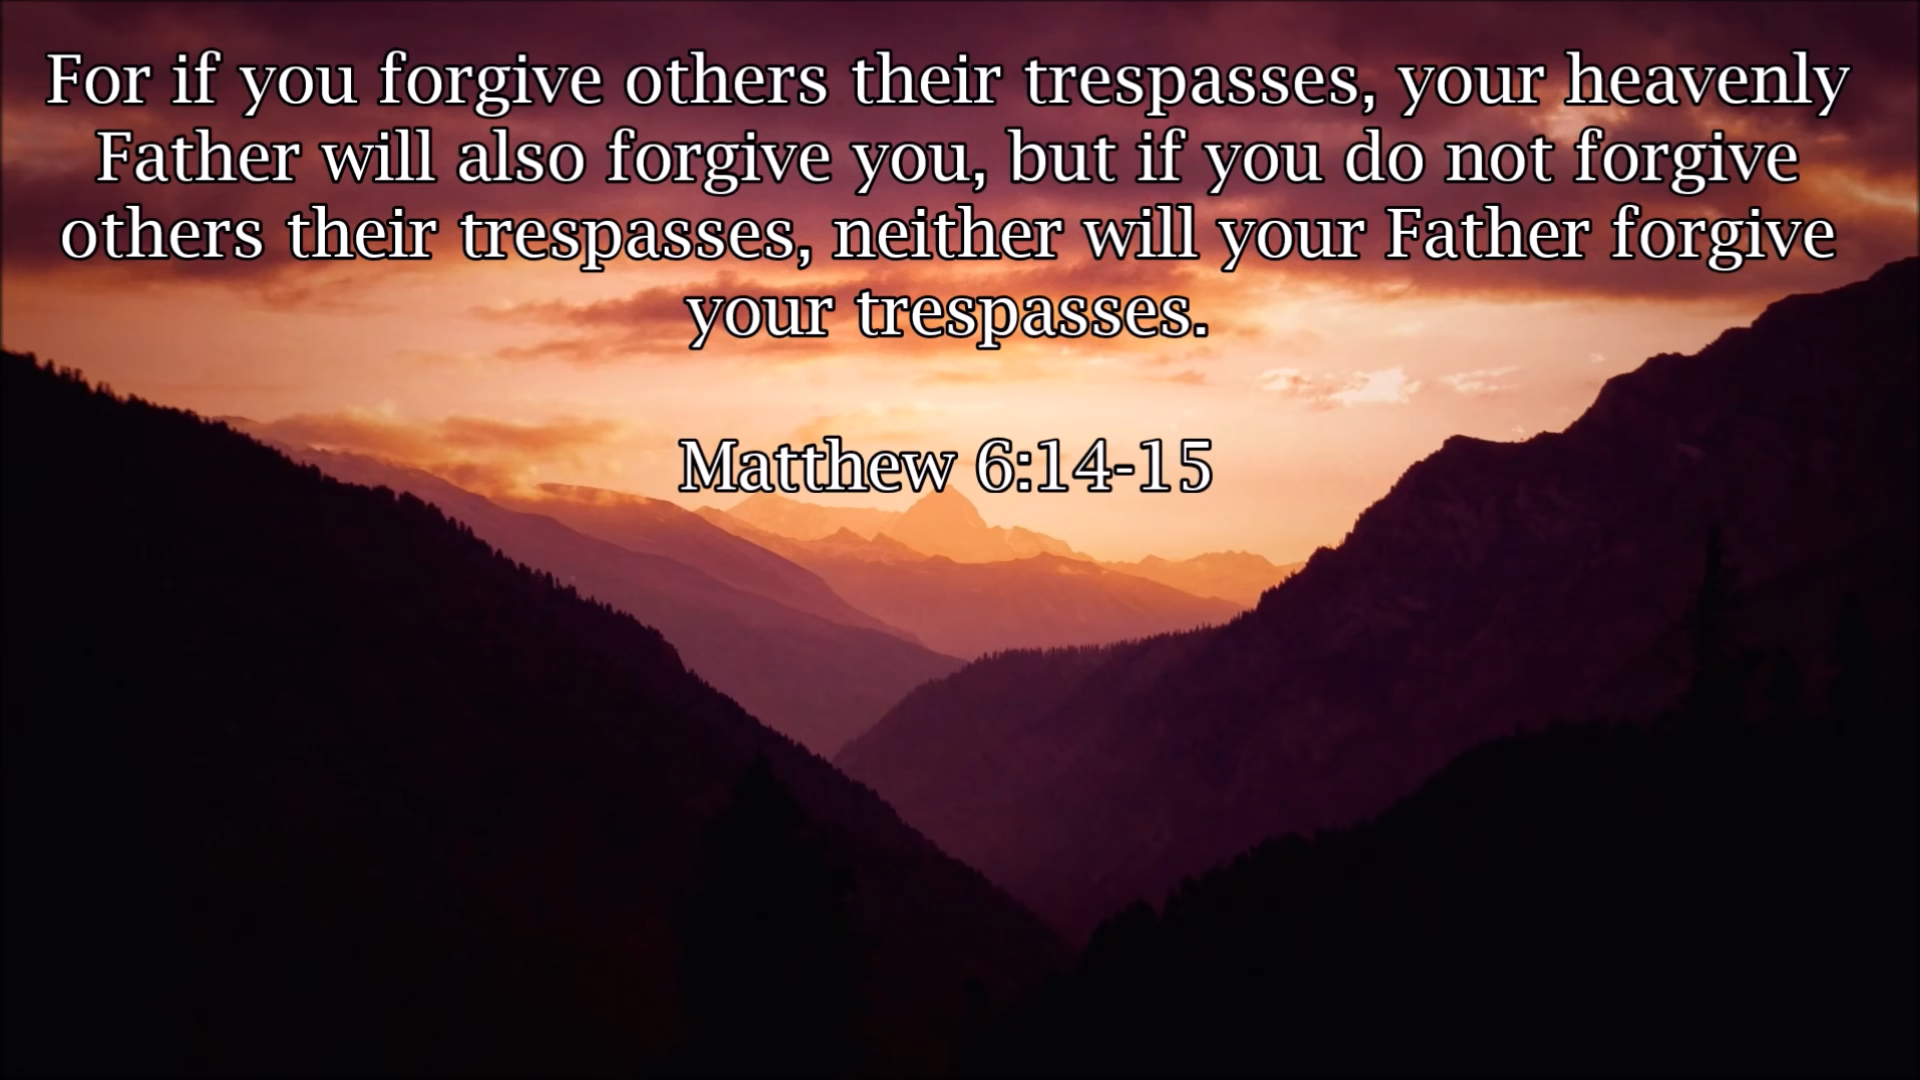 For if you forgive others their trespasses, your heavenly
Father will also forgive you, but if you do not forgive
others their trespasses, neither will your Father forgive
your trespasses.
Matthew 6:14-15